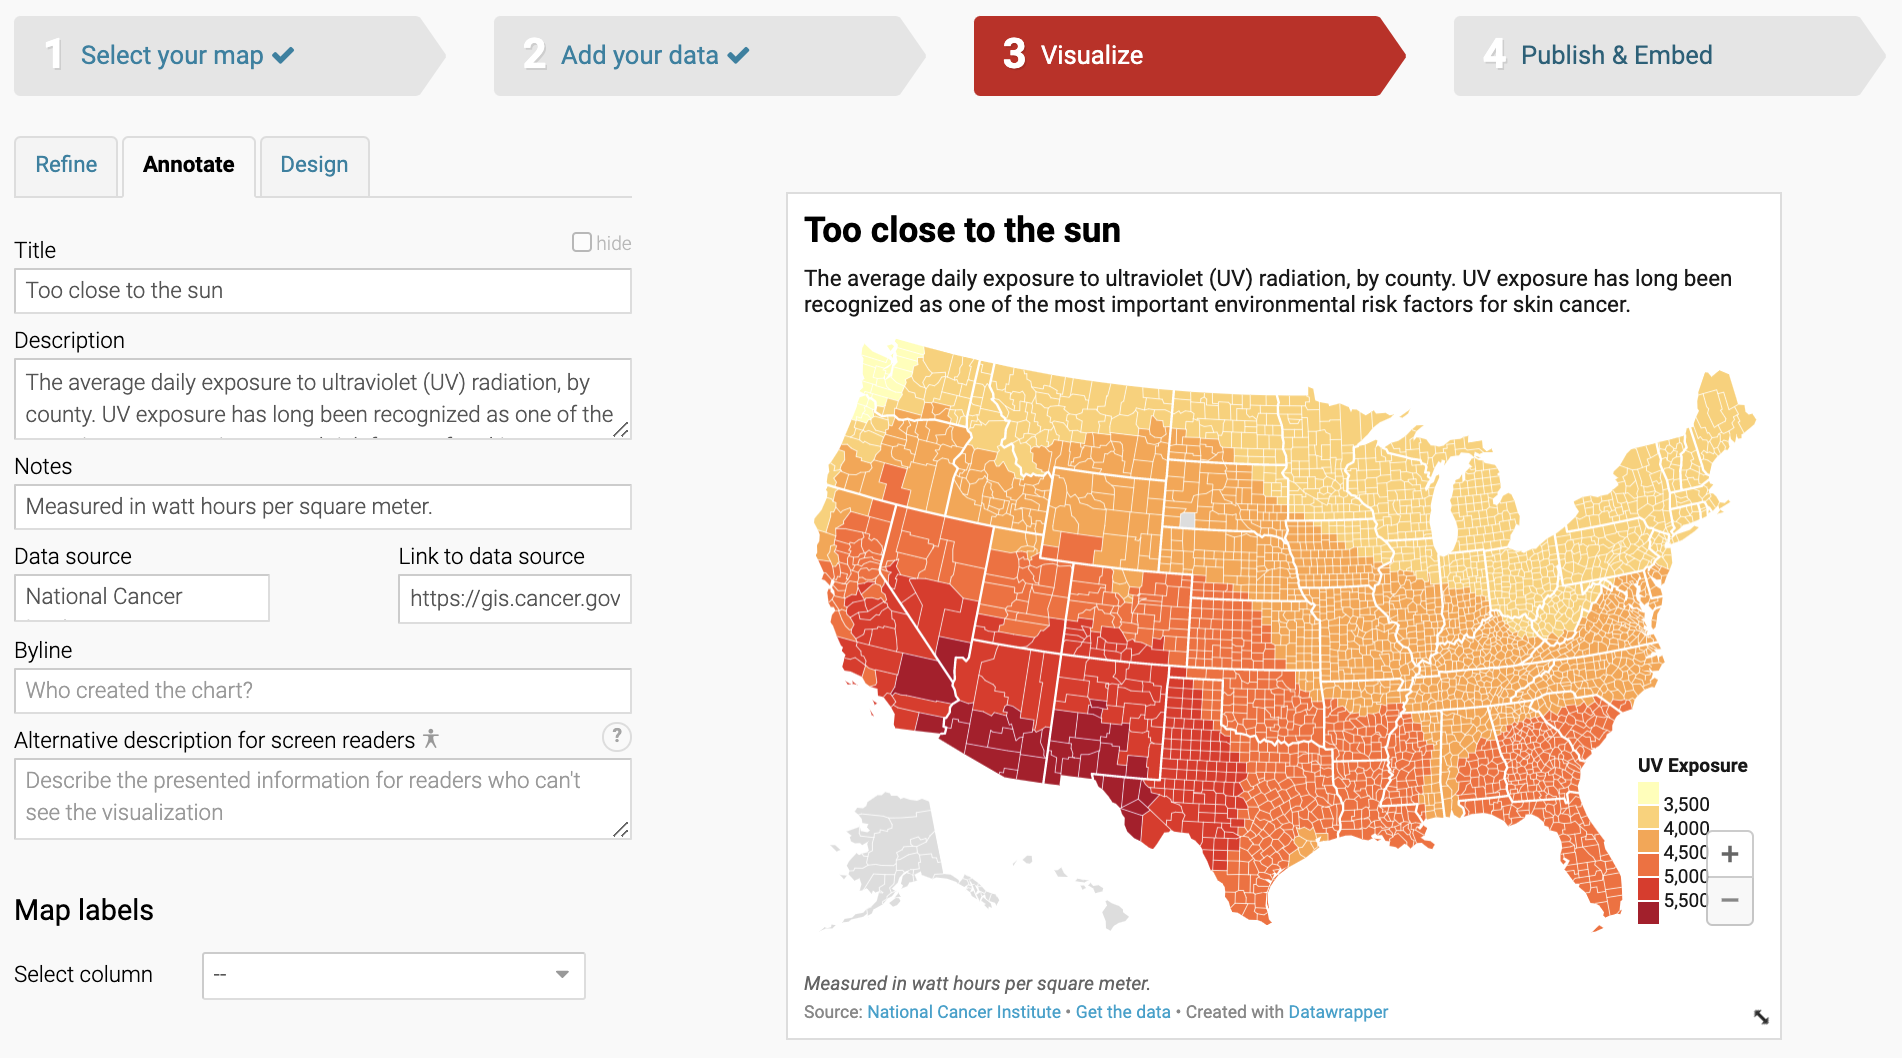 1 Select your map
2 Add your data
3 Visualize
4 Publish & Embed
Refine
Annotate
Design
Title
hide
Too close to the sun
Description
The average daily exposure to ultraviolet (UV) radiation, by
county. UV exposure has long been recognized as one of the
Notes
Measured in watt hours per square meter.
Data source
Link to data source
National Cancer
https://gis.cancer.gov
Byline
Who created the chart?
Alternative description for screen readers
?
Describe the presented information for readers who can't
see the visualization
Map labels
Select column
--
Too close to the sun
The average daily exposure to ultraviolet (UV) radiation, by county. UV exposure has long been
recognized as one of the most important environmental risk factors for skin cancer.
UV Exposure
3,500
4,000
4,500
5,000
5,500
+
−
Measured in watt hours per square meter.
Source: National Cancer Institute • Get the data • Created with Datawrapper